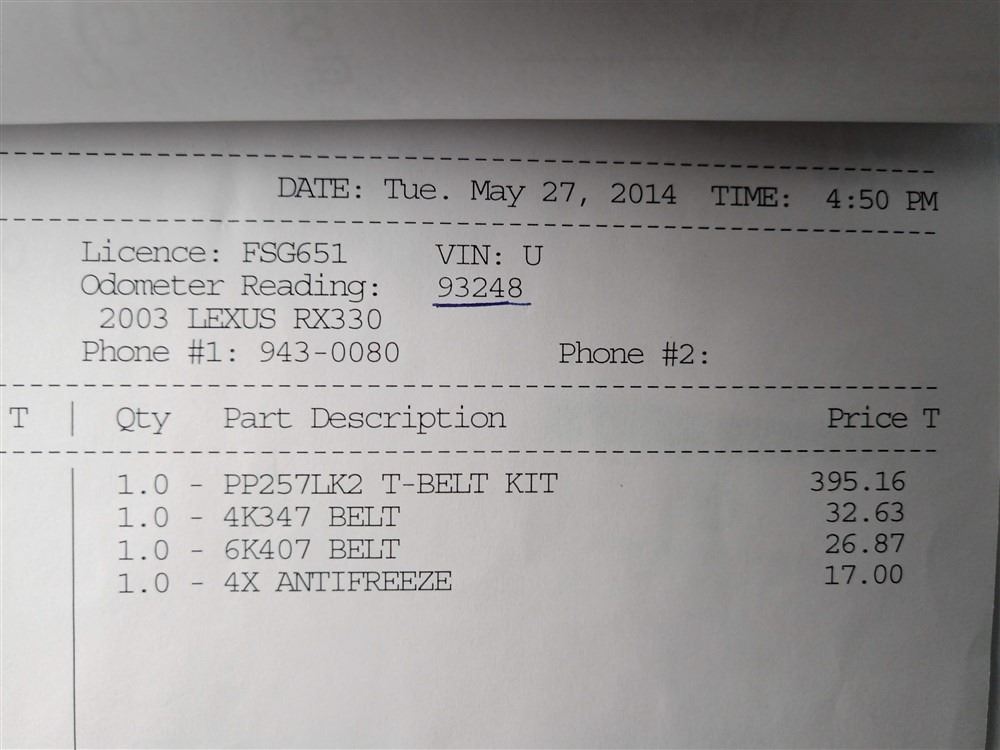 DATE: Tue. May 27, 2014 TIME: 4:50 PM
Licence: FSG651 VIN: U
Odometer Reading: 93248
2003 LEXUS RX330
Phone #1: 943-0080 Phone #2:
T | Qty Part Description Price T
1.0 - PP257LK2 T-BELT KIT 395.16
1.0 - 4K347 BELT 32.63
1.0 - 6K407 BELT 26.87
1.0 - 4X ANTIFREEZE 17.00